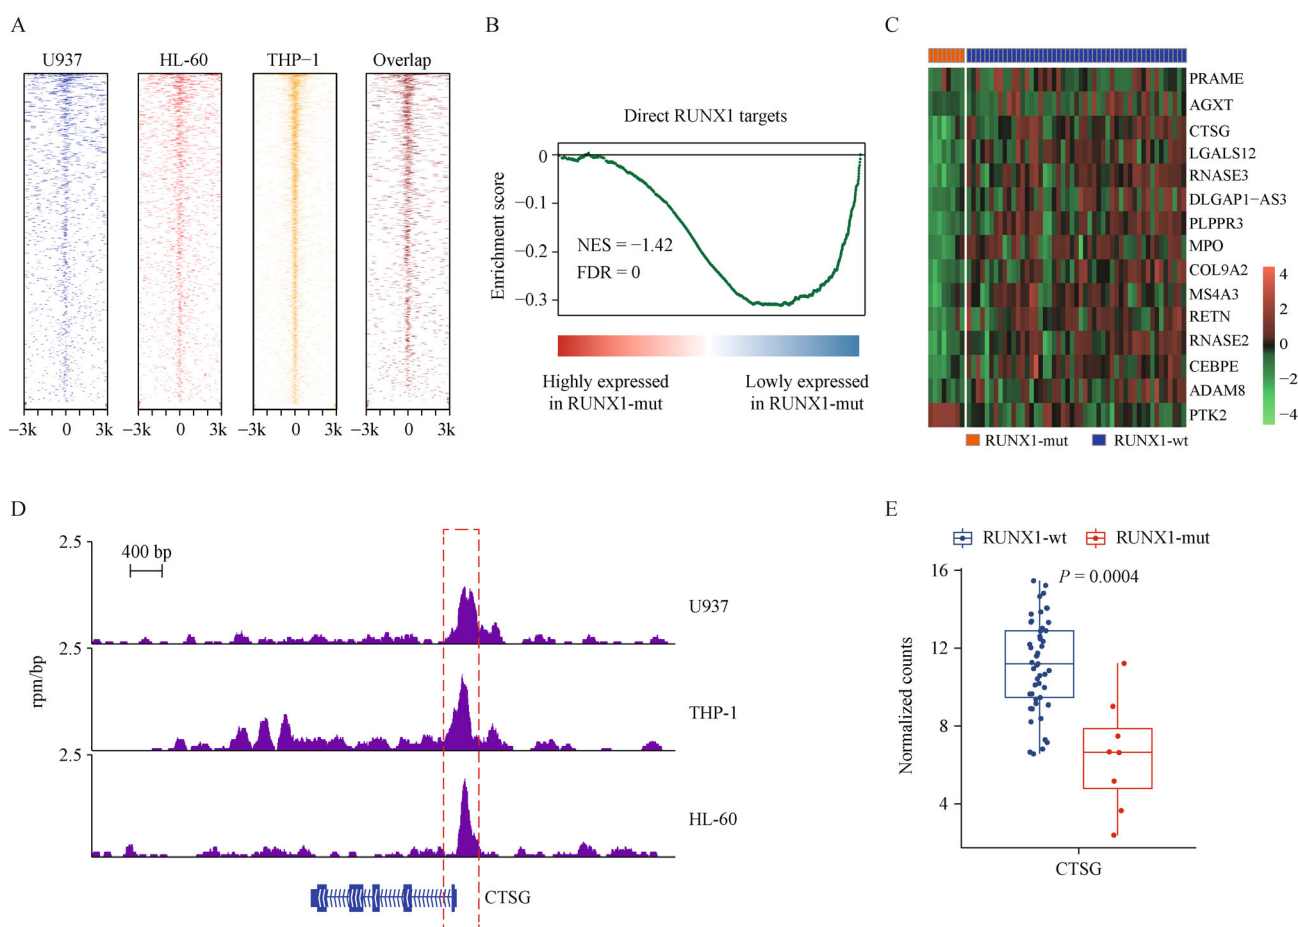 A
U937
HL-60
THP−1
Overlap
−3k 0 3k
−3k 0 3k
−3k 0 3k
−3k 0 3k
B
Direct RUNX1 targets
Enrichment score
0
−0.1
−0.2
−0.3
NES = −1.42
FDR = 0
Highly expressed
in RUNX1-mut
Lowly expressed
in RUNX1-mut
C
PRAME
AGXT
CTSG
LGALS12
RNASE3
DLGAP1−AS3
PLPPR3
MPO
COL9A2
MS4A3
RETN
RNASE2
CEBPE
ADAM8
PTK2
4
2
0
−2
−4
RUNX1-mut
RUNX1-wt
D
2.5
400 bp
U937
2.5
rpm/bp
THP-1
2.5
HL-60
CTSG
E
RUNX1-wt
RUNX1-mut
P = 0.0004
Normalized counts
16
12
8
4
CTSG